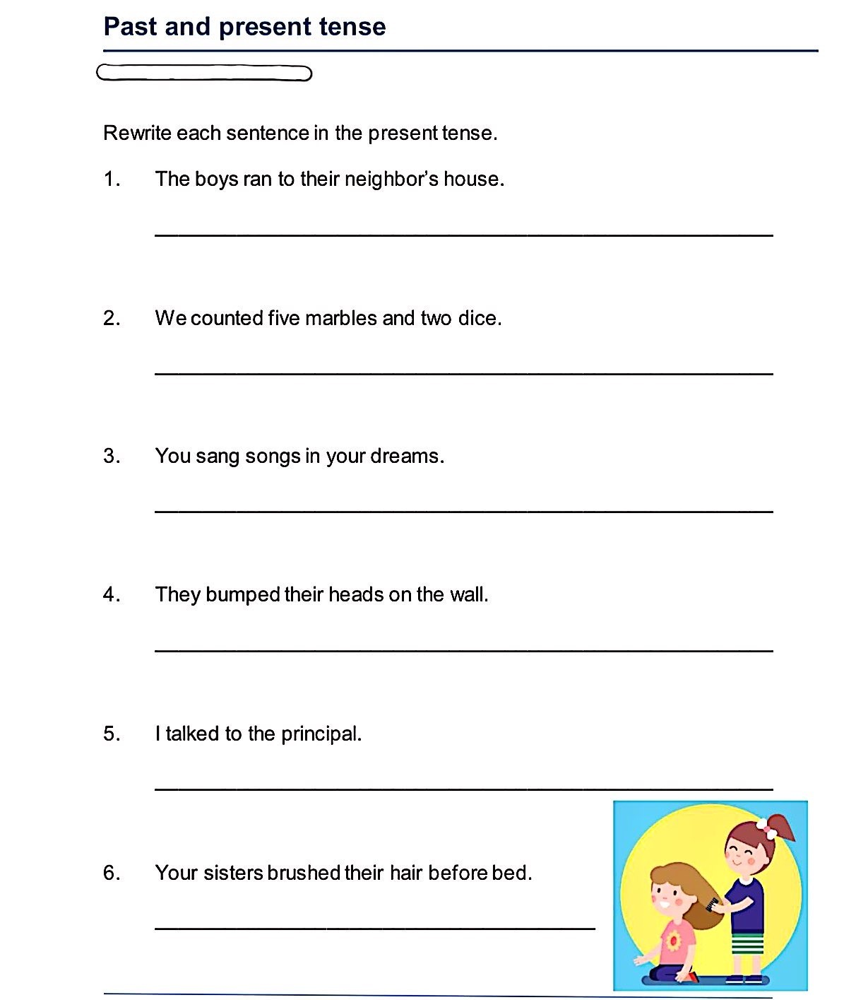 Past and present tense
Rewrite each sentence in the present tense.
1. The boys ran to their neighbor’s house.
2. We counted five marbles and two dice.
3. You sang songs in your dreams.
4. They bumped their heads on the wall.
5. I talked to the principal.
6. Your sisters brushed their hair before bed.